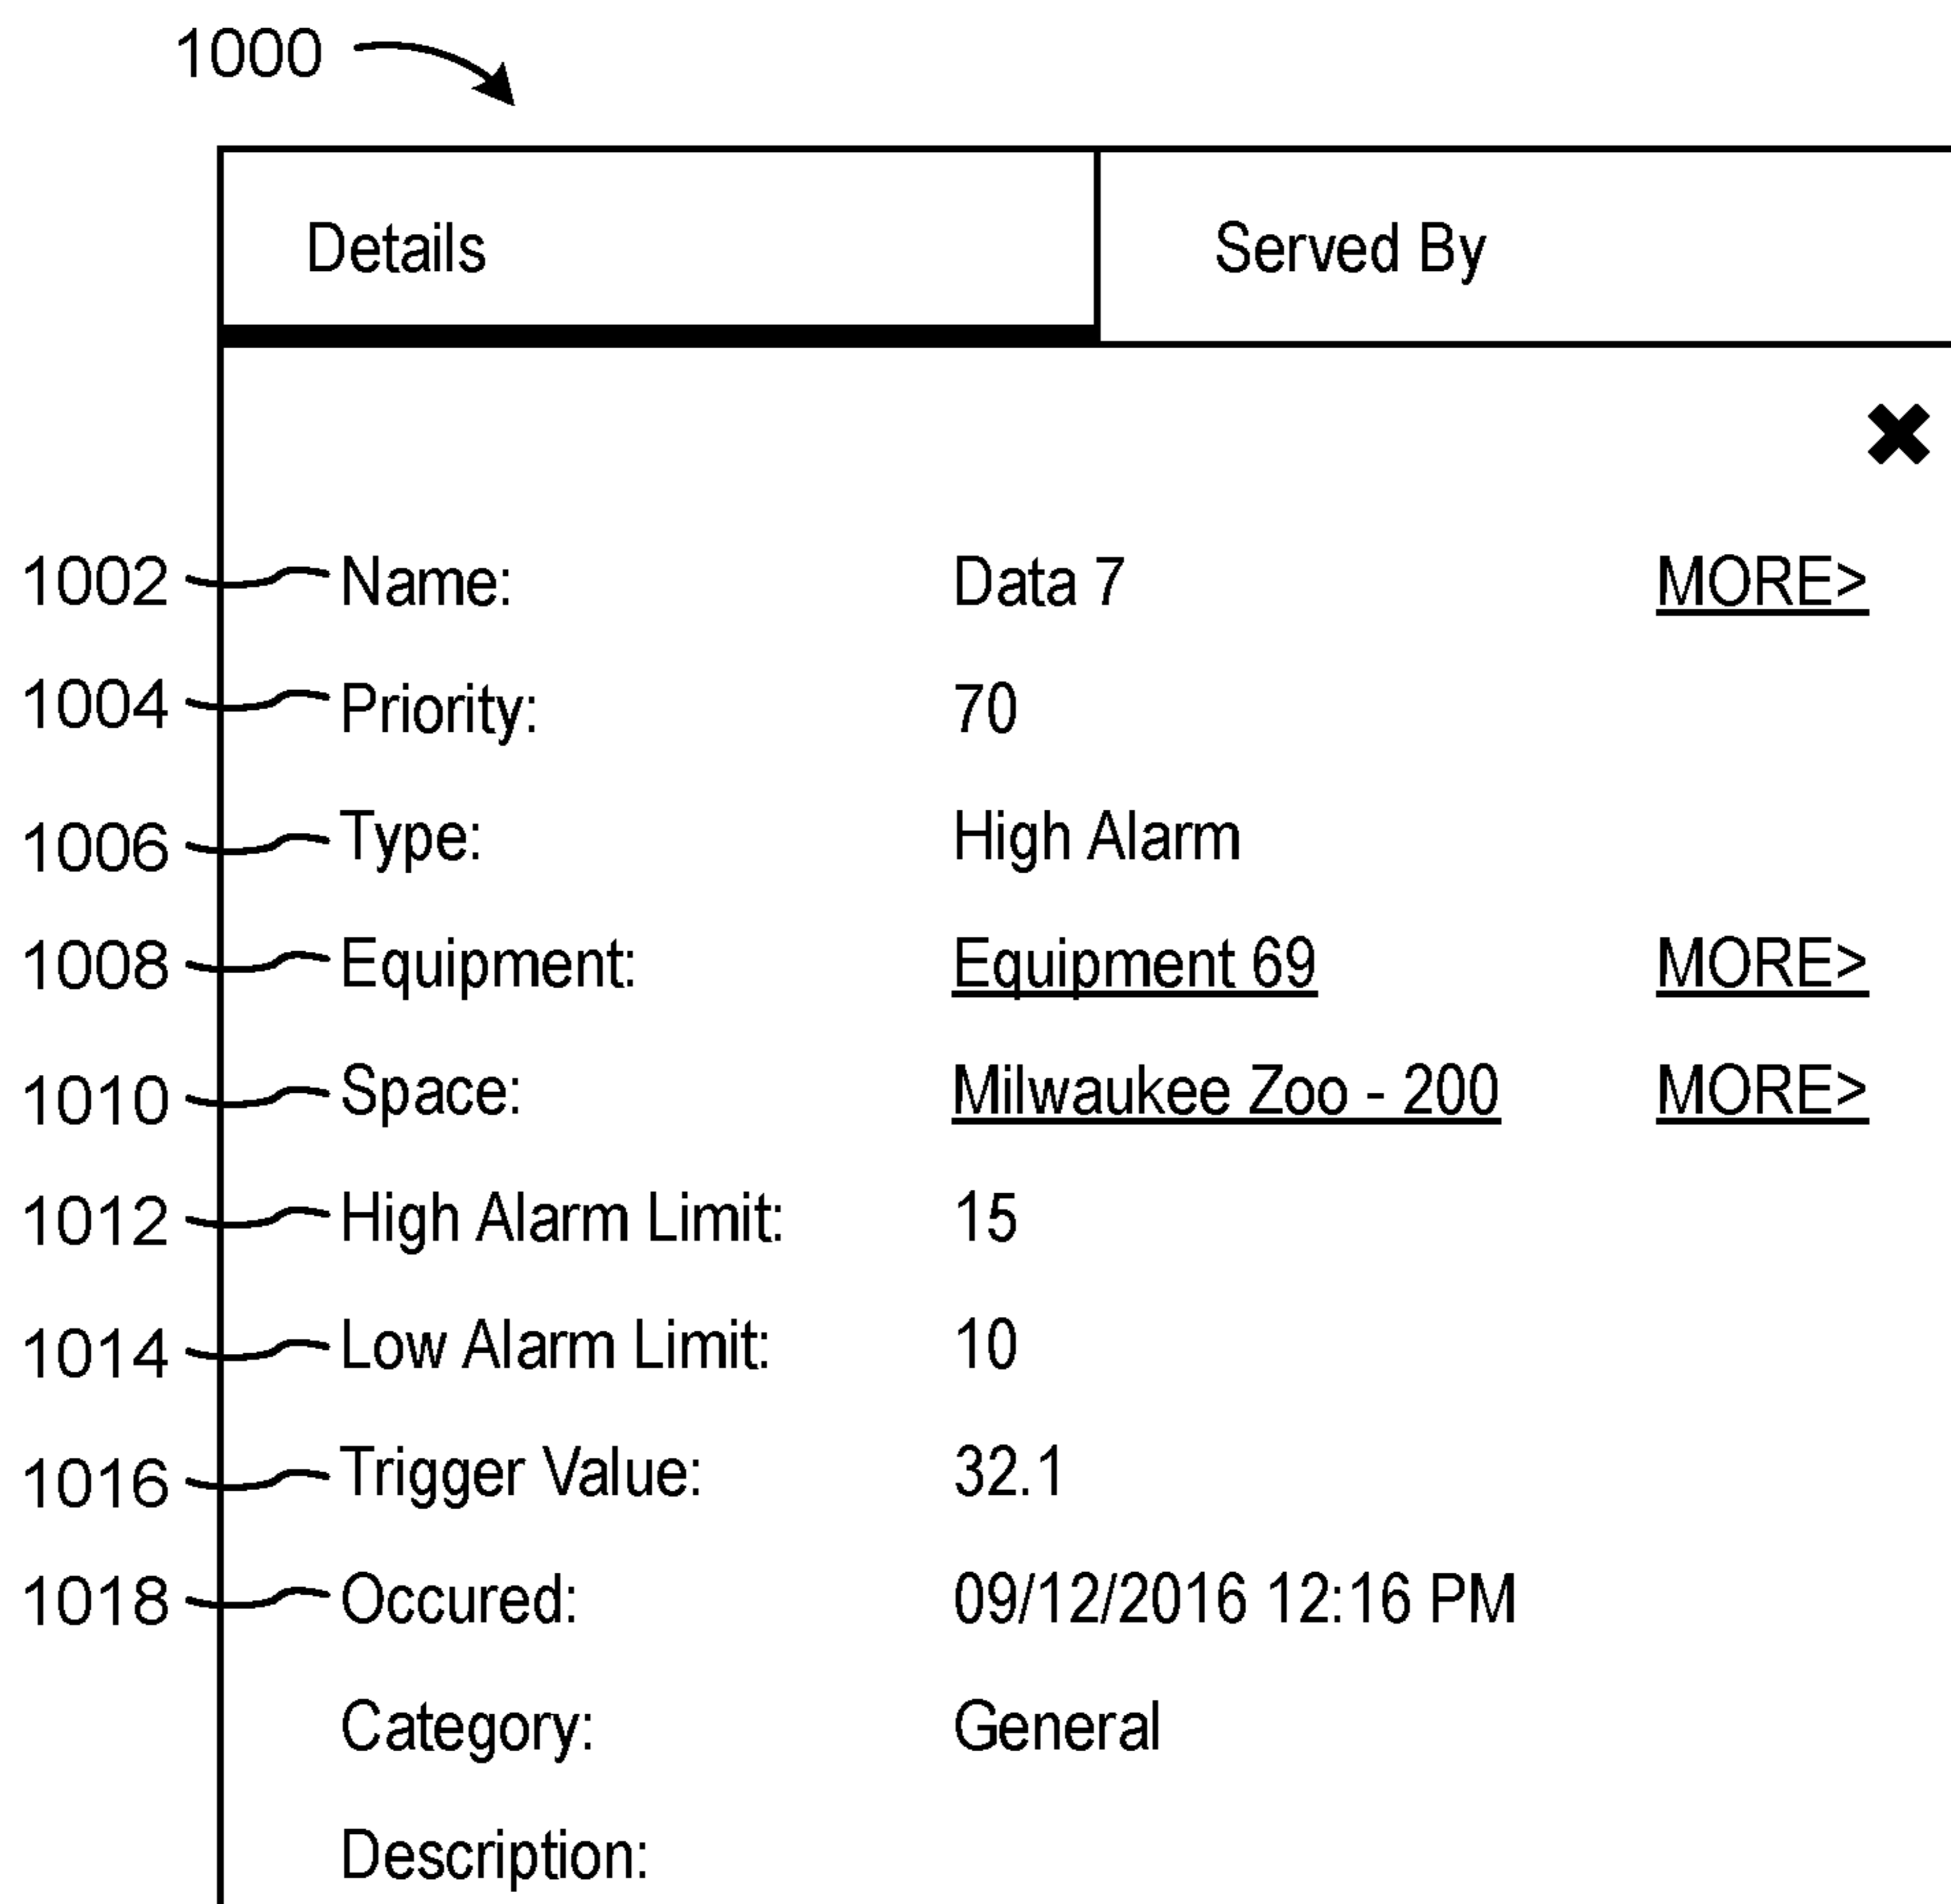 1000
Details Served By
1002 Name: Data 7 MORE>
1004 Priority: 70
1006 Type: High Alarm
1008 Equipment: Equipment 69 MORE>
1010 Space: Milwaukee Zoo - 200 MORE>
1012 High Alarm Limit: 15
1014 Low Alarm Limit: 10
1016 Trigger Value: 32.1
1018 Occured: 09/12/2016 12:16 PM
Category: General
Description: